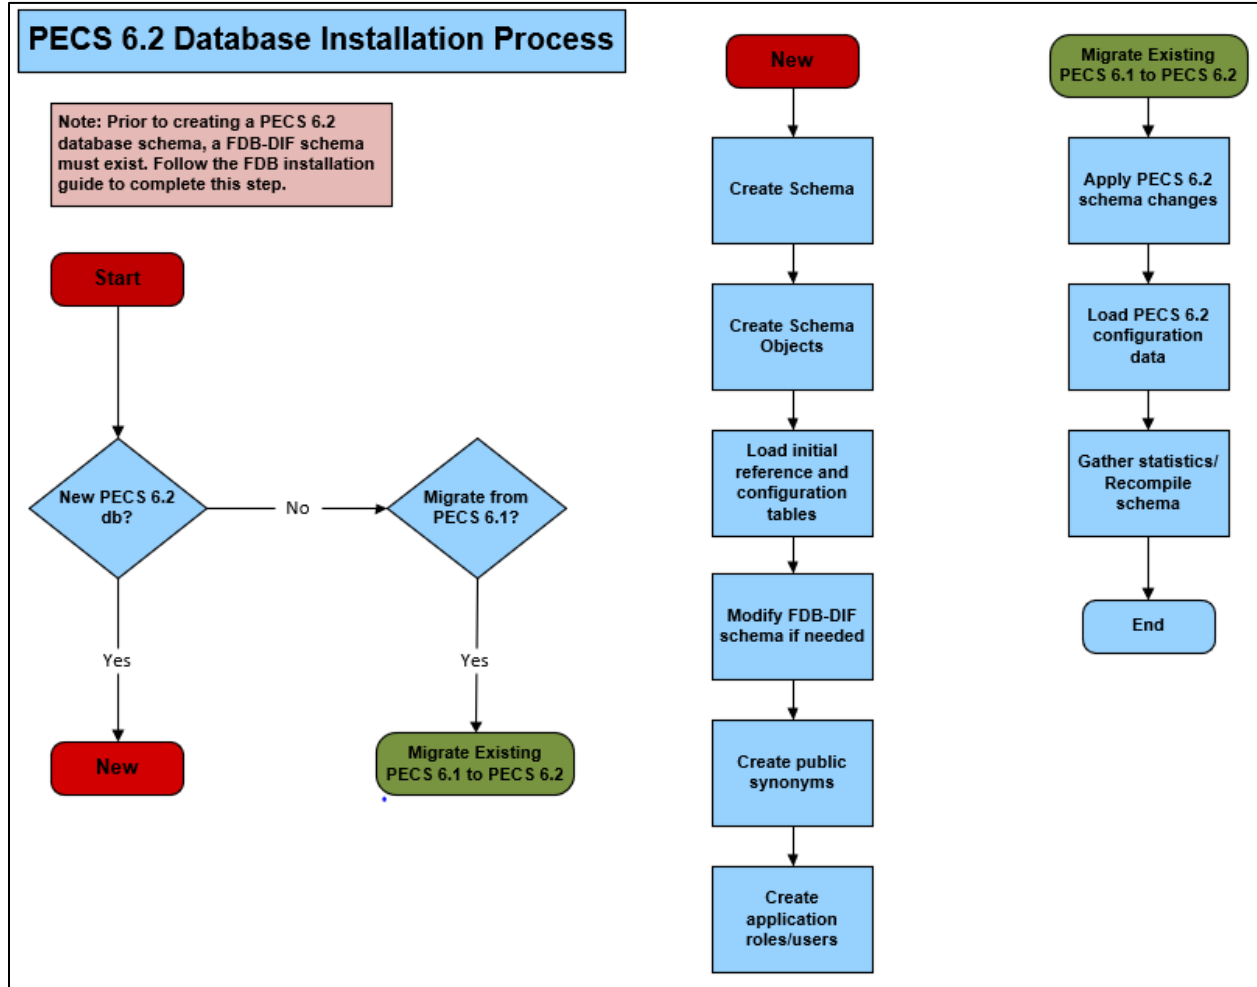 PECS 6.2 Database Installation Process
Note: Prior to creating a PECS 6.2
database schema, a FDB-DIF schema
must exist. Follow the FDB installation
guide to complete this step.
Start
New PECS 6.2
db?
No
Migrate from
PECS 6.1?
Yes
Yes
New
Migrate Existing
PECS 6.1 to PECS 6.2
New
Create Schema
Create Schema
Objects
Load initial
reference and
configuration
tables
Modify FDB-DIF
schema if needed
Create public
synonyms
Create
application
roles/users
Migrate Existing
PECS 6.1 to PECS 6.2
Apply PECS 6.2
schema changes
Load PECS 6.2
configuration
data
Gather statistics/
Recompile
schema
End